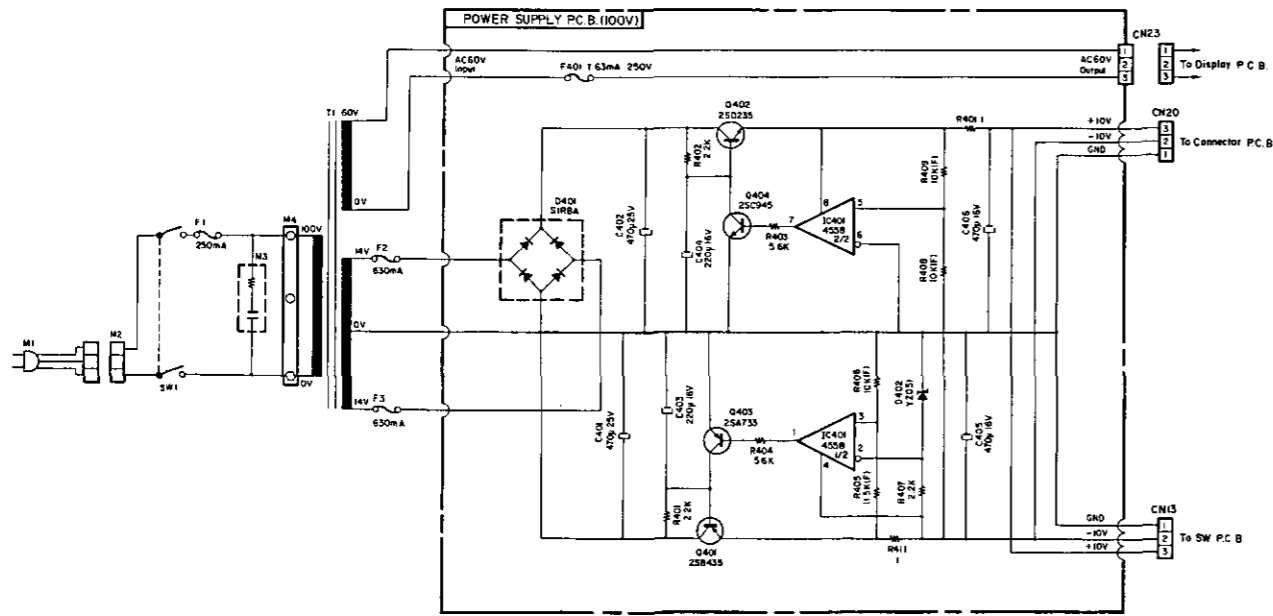 POWER SUPPLY P.C.B.(100V)
CN23
AC60V
Input
F401 T 63mA 250V
AC60V
Output
1
2
3
1
2
3
To Display P.C.B.
T1 60V
0V
Q402
2SD235
R401 1
CN20
+10V
-10V
GND
3
2
1
To Connector P.C.B
R402
2.2K
R409
10K(F)
D401
S1RBA
C402
470μ 25V
Q404
2SC945
C404
220μ 16V
7
R403
5.6K
8
IC401
4558
2/2
5
6
C406
470μ 16V
R408
10K(F)
M4
100V
F1
250mA
M3
14V
F2
630mA
0V
M1
M2
SW1
0V
14V
F3
630mA
C401
470μ 25V
C403
220μ 16V
Q403
2SA733
R404
5.6K
1
IC401
4558
1/2
3
2
4
R406
10K(F)
D402
YZ051
R405
11.5K(F)
R407
2.2K
C405
470μ 16V
R401
2.2K
Q401
2SB435
R411
1
CN13
GND
-10V
+10V
1
2
3
To SW P.C.B